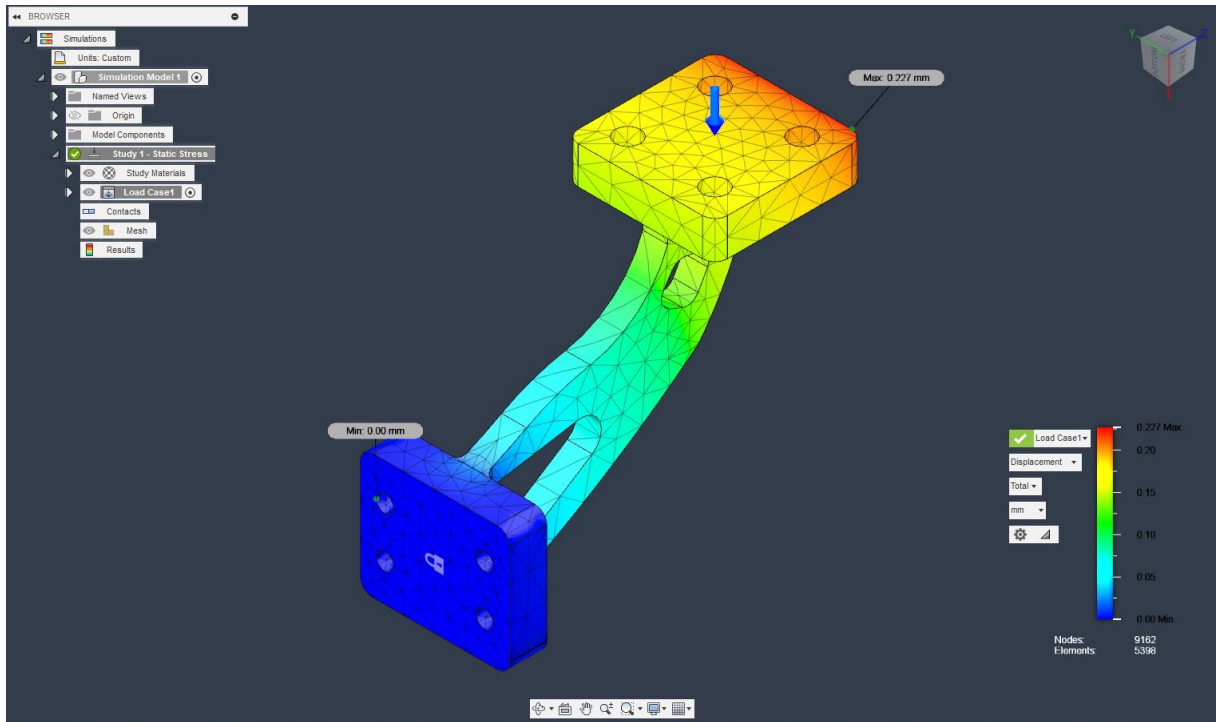 BROWSER
Simulations
Units: Custom
Simulation Model 1
Named Views
Origin
Model Components
Study 1 - Static Stress
Study Materials
Load Case1
Contacts
Mesh
Results
Max: 0.227 mm
Min: 0.00 mm
Y
Z
LEFT
BOTTOM
Load Case1
Displacement
Total
mm
0.227 Max.
0.20
0.15
0.10
0.05
0.00 Min.
Nodes: 9162
Elements: 5398